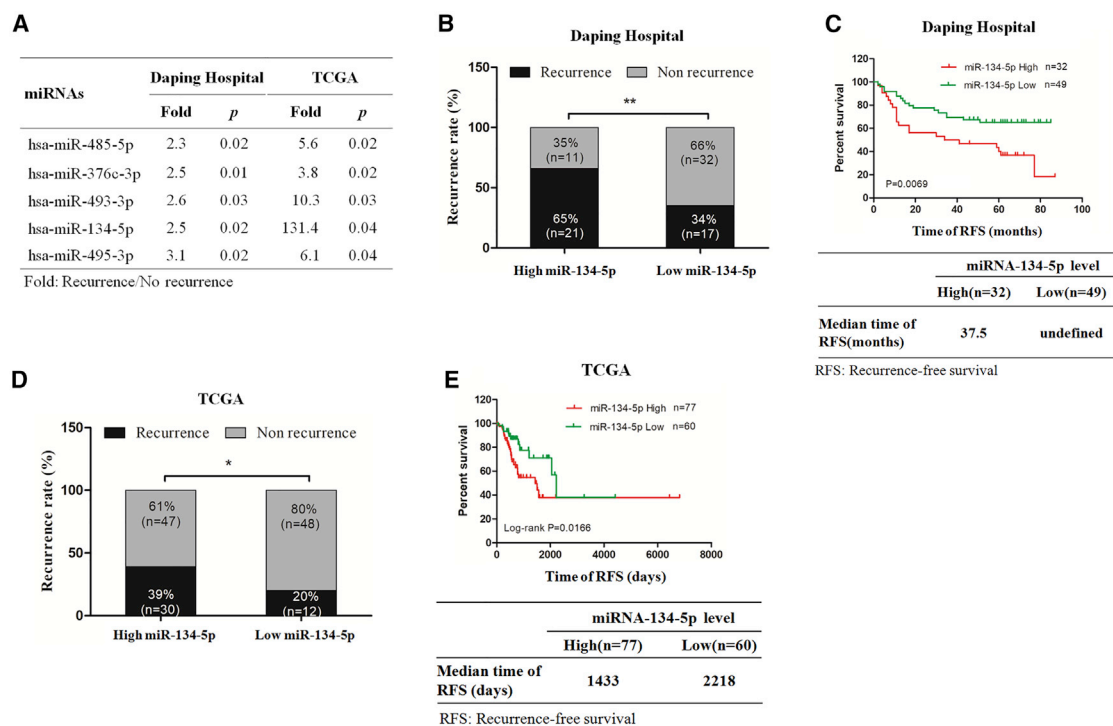 A
miRNAs Daping Hospital TCGA
Fold p Fold p
hsa-miR-485-5p 2.3 0.02 5.6 0.02
hsa-miR-376c-3p 2.5 0.01 3.8 0.02
hsa-miR-493-3p 2.6 0.03 10.3 0.03
hsa-miR-134-5p 2.5 0.02 131.4 0.04
hsa-miR-495-3p 3.1 0.02 6.1 0.04
Fold: Recurrence/No recurrence
B
Daping Hospital
Recurrence Non recurrence
**
Recurrence rate (%)
150
100
50
0
35%
(n=11)
65%
(n=21)
66%
(n=32)
34%
(n=17)
High miR-134-5p Low miR-134-5p
C
Daping Hospital
miR-134-5p High n=32
miR-134-5p Low n=49
Percent survival
120
100
80
60
40
20
0
P=0.0069
0 20 40 60 80 100
Time of RFS (months)
miRNA-134-5p level
High(n=32) Low(n=49)
Median time of
RFS(months)
37.5 undefined
RFS: Recurrence-free survival
D
TCGA
Recurrence Non recurrence
*
Recurrence rate (%)
150
100
50
0
61%
(n=47)
39%
(n=30)
80%
(n=48)
20%
(n=12)
High miR-134-5p Low miR-134-5p
E
TCGA
miR-134-5p High n=77
miR-134-5p Low n=60
Percent survival
120
100
80
60
40
20
0
Log-rank P=0.0166
0 2000 4000 6000 8000
Time of RFS (days)
miRNA-134-5p level
High(n=77) Low(n=60)
Median time of
RFS (days)
1433 2218
RFS: Recurrence-free survival